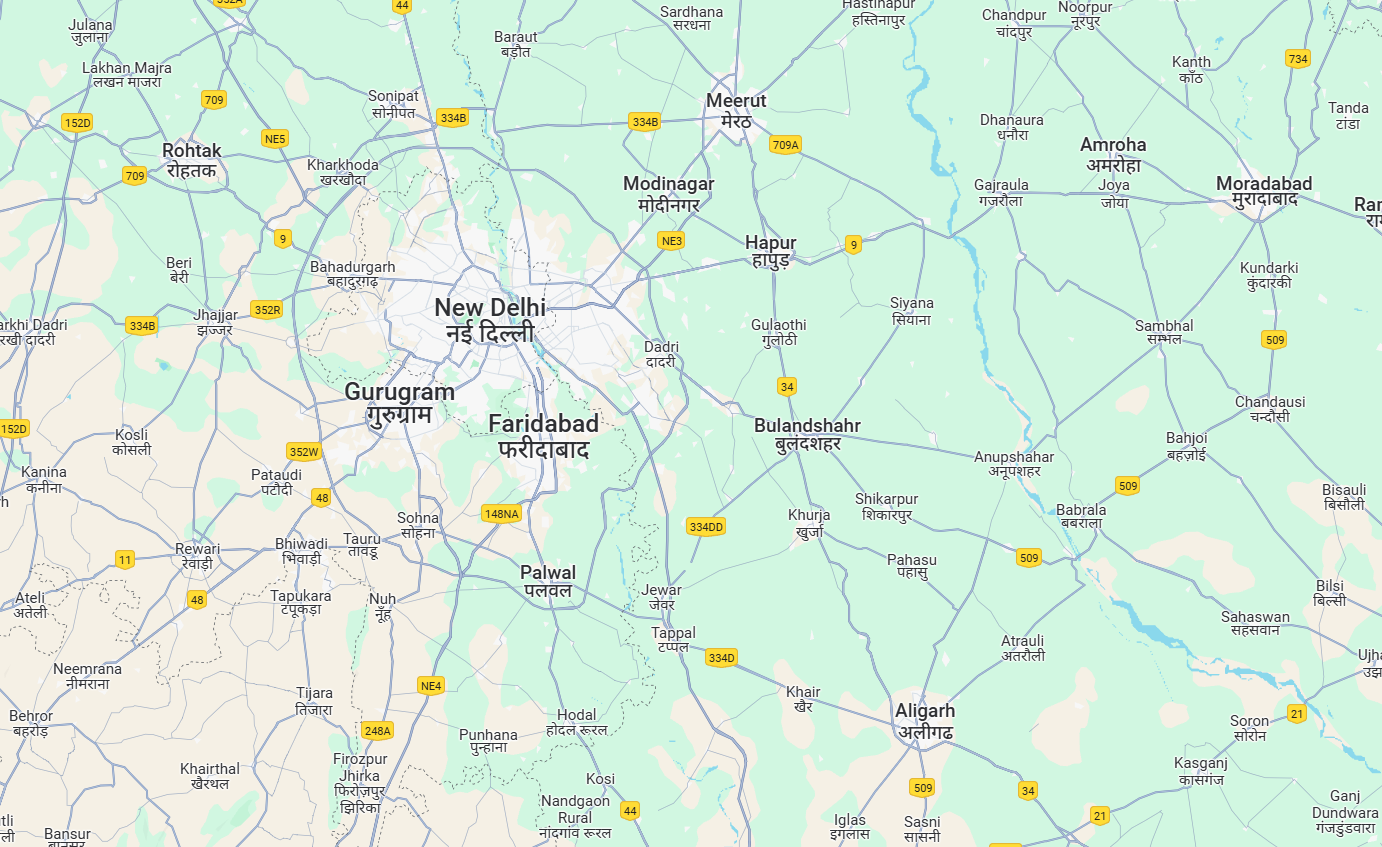 352A
44
Julana
जुलाना
Sardhana
सरधना
Hastinapur
हस्तिनापुर
Chandpur
चांदपुर
Noorpur
नूरपुर
Baraut
बड़ौत
Lakhan Majra
लखन माजरा
Kanth
काँठ
734
709
Sonipat
सोनीपत
Meerut
मेरठ
Tanda
टांडा
152D
334B
334B
NE5
709A
Dhanaura
धनौरा
Amroha
अमरोहा
Rohtak
रोहतक
Kharkhoda
खरखौदा
709
Modinagar
मोदीनगर
Gajraula
गजरौला
Joya
जोया
Moradabad
मुरादाबाद
9
NE3
Hapur
हापुड़
9
Beri
बेरी
Bahadurgarh
बहादुरगढ़
Kundarki
कुंदारकी
352R
New Delhi
नई दिल्ली
Siyana
सियाना
334B
Jhajjar
झज्जर
Gulaothi
गुलोठी
Sambhal
सम्भल
509
Dadri
दादरी
34
Gurugram
गुरुग्राम
Chandausi
चन्दौसी
152D
Kosli
कोसली
Faridabad
फरीदाबाद
Bulandshahr
बुलंदशहर
Bahjoi
बहजोई
352W
Kanina
कनीना
Pataudi
पटौदी
Anupshahar
अनूपशहर
48
509
Bisauli
बिसौली
148NA
Shikarpur
शिकारपुर
Sohna
सोहना
334DD
Khurja
खुर्जा
Babrala
बबराला
Rewari
रेवाड़ी
Bhiwadi
भिवाड़ी
Tauru
तावडू
11
509
Pahasu
पहासु
Palwal
पलवल
Ateli
अतेली
48
Tapukara
टपूकड़ा
Nuh
नूँह
Jewar
जेवर
Bilsi
बिल्सी
Tappal
टप्पल
Sahaswan
सहसवान
Atrauli
अतरौली
334D
Neemrana
नीमराना
NE4
Tijara
तिजारा
Khair
खैर
Behror
बहरोड़
Hodal
होदल रूरल
Aligarh
अलीगढ
21
Soron
सोरोन
248A
Punhana
पुन्हाना
Khairthal
खैरथल
Firozpur
Jhirka
फिरोज़पुर
झिरिका
Kosi
Kasganj
कासगंज
Nandgaon
Rural
नांदगांव रूरल
44
509
34
21
Ganj
Dundwara
गंजडुंडवारा
Iglas
इगलास
Sasni
सासनी
Bansur